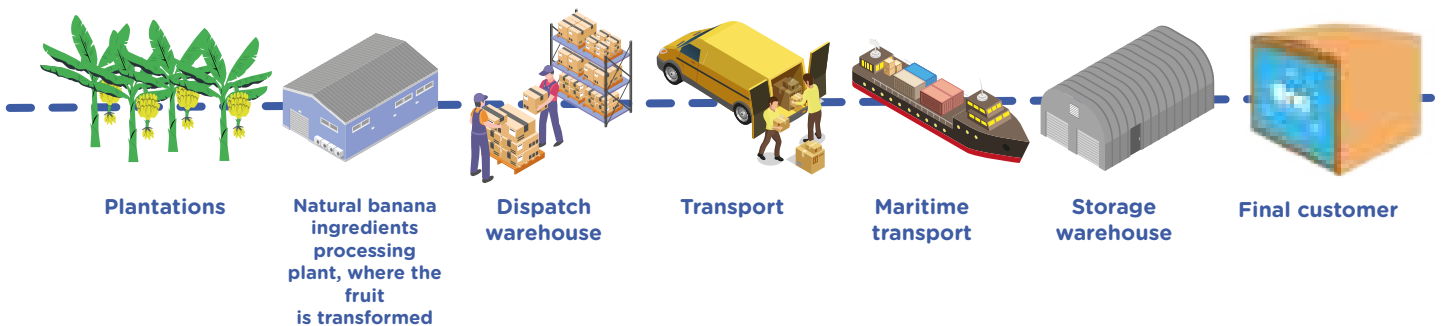 Plantations
Natural banana
ingredients
processing
plant, where the
fruit
is transformed
Dispatch
warehouse
Transport
Maritime
transport
Storage
warehouse
Final customer